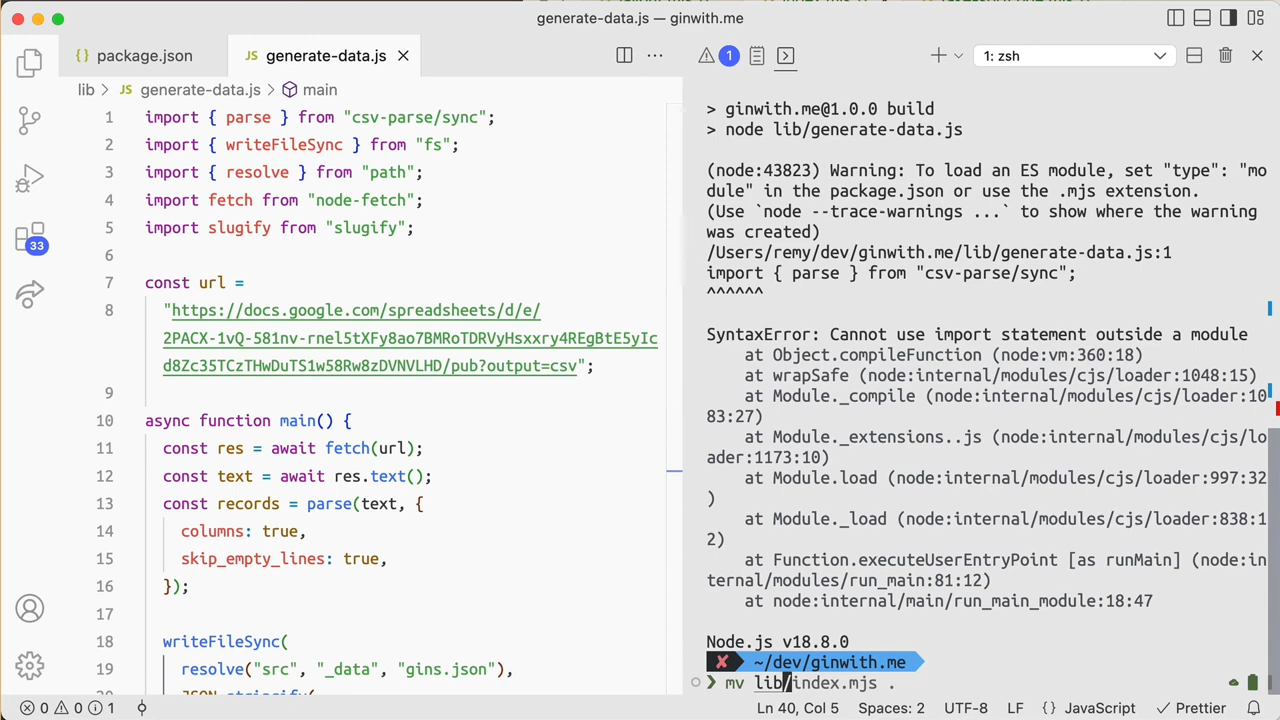 generate-data.js — ginwith.me
{} package.json
JS generate-data.js
1
1: zsh
lib > JS generate-data.js > main
1 import { parse } from "csv-parse/sync";
2 import { writeFileSync } from "fs";
3 import { resolve } from "path";
4 import fetch from "node-fetch";
5 import slugify from "slugify";
6
7 const url =
8 "https://docs.google.com/spreadsheets/d/e/
2PACX-1vQ-581nv-rnel5tXFy8ao7BMRoTDRVyHsxxry4REgBtE5yIc
d8Zc35TCzTHwDuTS1w58Rw8zDVNVLHD/pub?output=csv";
9
10 async function main() {
11 const res = await fetch(url);
12 const text = await res.text();
13 const records = parse(text, {
14 columns: true,
15 skip_empty_lines: true,
16 });
17
18 writeFileSync(
19 resolve("src", "_data", "gins.json"),
20 JSON.stringify(
33
> ginwith.me@1.0.0 build
> node lib/generate-data.js
(node:43823) Warning: To load an ES module, set "type": "mo
dule" in the package.json or use the .mjs extension.
(Use `node --trace-warnings ...` to show where the warning
was created)
/Users/remy/dev/ginwith.me/lib/generate-data.js:1
import { parse } from "csv-parse/sync";
^^^^^^
SyntaxError: Cannot use import statement outside a module
at Object.compileFunction (node:vm:360:18)
at wrapSafe (node:internal/modules/cjs/loader:1048:15)
at Module._compile (node:internal/modules/cjs/loader:10
83:27)
at Module._extensions..js (node:internal/modules/cjs/lo
ader:1173:10)
at Module.load (node:internal/modules/cjs/loader:997:32
)
at Module._load (node:internal/modules/cjs/loader:838:1
2)
at Function.executeUserEntryPoint [as runMain] (node:in
ternal/modules/run_main:81:12)
at node:internal/main/run_main_module:18:47
Node.js v18.8.0
✘ ~/dev/ginwith.me
❯ mv lib/index.mjs .
0 0 1
Ln 40, Col 5
Spaces: 2
UTF-8
LF
{} JavaScript
✓ Prettier